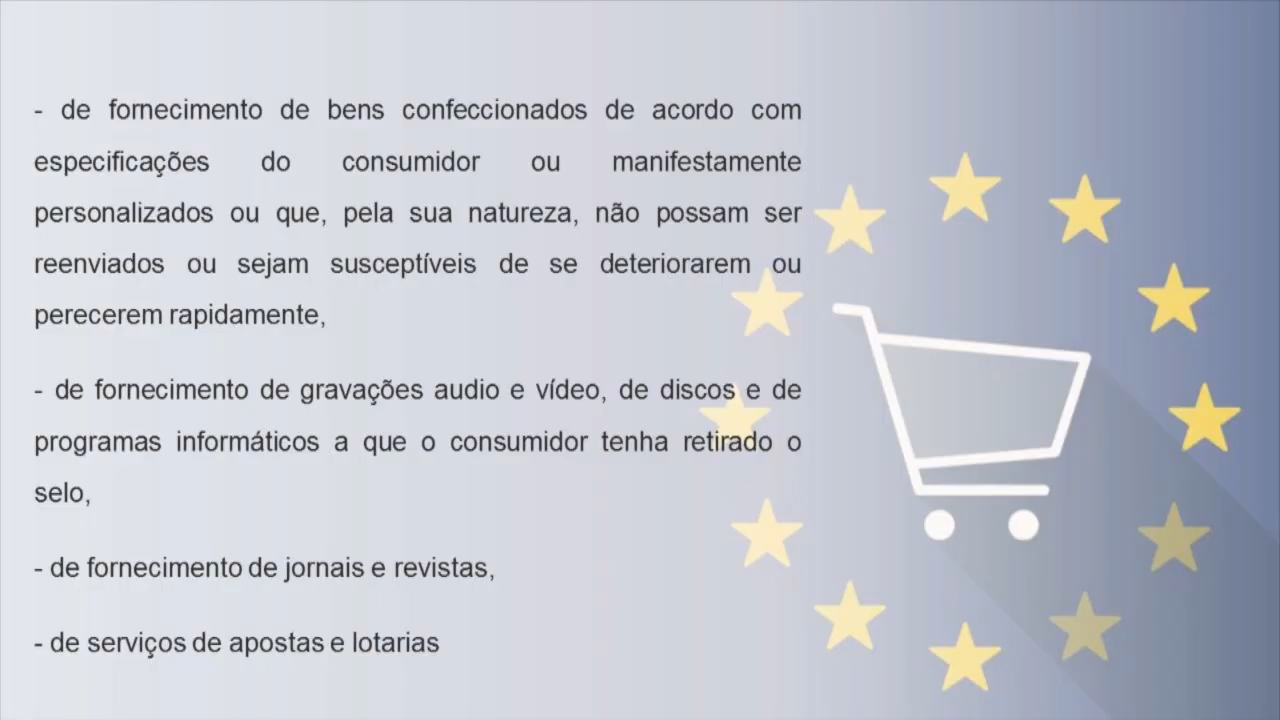 - de fornecimento de bens confeccionados de acordo com
especificações do consumidor ou manifestamente
personalizados ou que, pela sua natureza, não possam ser
reenviados ou sejam susceptíveis de se deteriorarem ou
perecerem rapidamente,
- de fornecimento de gravações audio e vídeo, de discos e de
programas informáticos a que o consumidor tenha retirado o
selo,
- de fornecimento de jornais e revistas,
- de serviços de apostas e lotarias